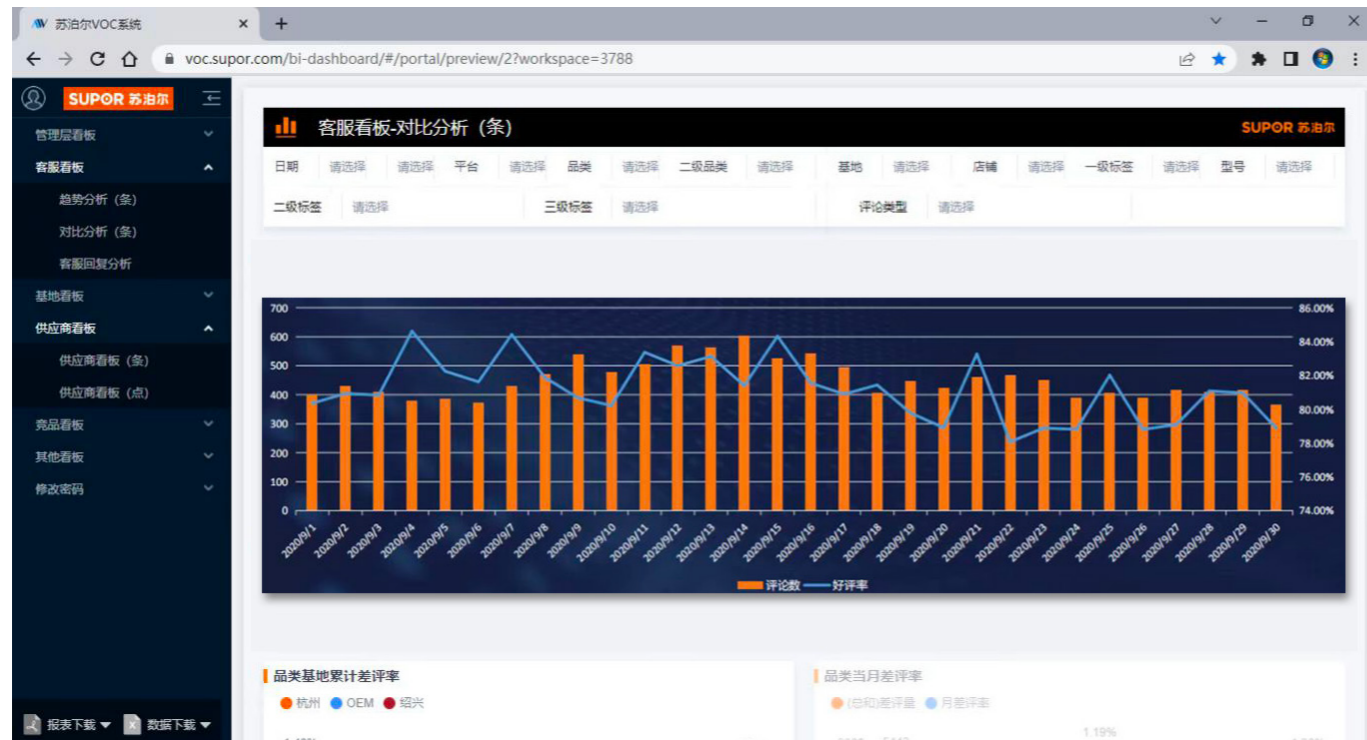 苏泊尔VOC系统
voc.supor.com/bi-dashboard/#/portal/preview/2?workspace=3788
SUPOR 苏泊尔
管理层看板
客服看板
趋势分析（条）
对比分析（条）
客服回复分析
基地看板
供应商看板
供应商看板（条）
供应商看板（点）
竞品看板
其他看板
修改密码
报表下载 数据下载
客服看板-对比分析（条） SUPOR 苏泊尔
日期 请选择 请选择 平台 请选择 品类 请选择 二级品类 请选择 基地 请选择 店铺 请选择 一级标签 请选择 型号 请选择
二级标签 请选择 三级标签 请选择 评论类型 请选择
700 86.00%
600 84.00%
500 82.00%
400 80.00%
300 78.00%
200 76.00%
100 74.00%
0
2020/9/1 2020/9/2 2020/9/3 2020/9/4 2020/9/5 2020/9/6 2020/9/7 2020/9/8 2020/9/9 2020/9/10 2020/9/11 2020/9/12 2020/9/13 2020/9/14 2020/9/15 2020/9/16 2020/9/17 2020/9/18 2020/9/19 2020/9/20 2020/9/21 2020/9/22 2020/9/23 2020/9/24 2020/9/25 2020/9/26 2020/9/27 2020/9/28 2020/9/29 2020/9/30
评论数 好评率
品类基地累计差评率
杭州 OEM 绍兴
品类当月差评率
(总和)差评量 月差评率
1.19%